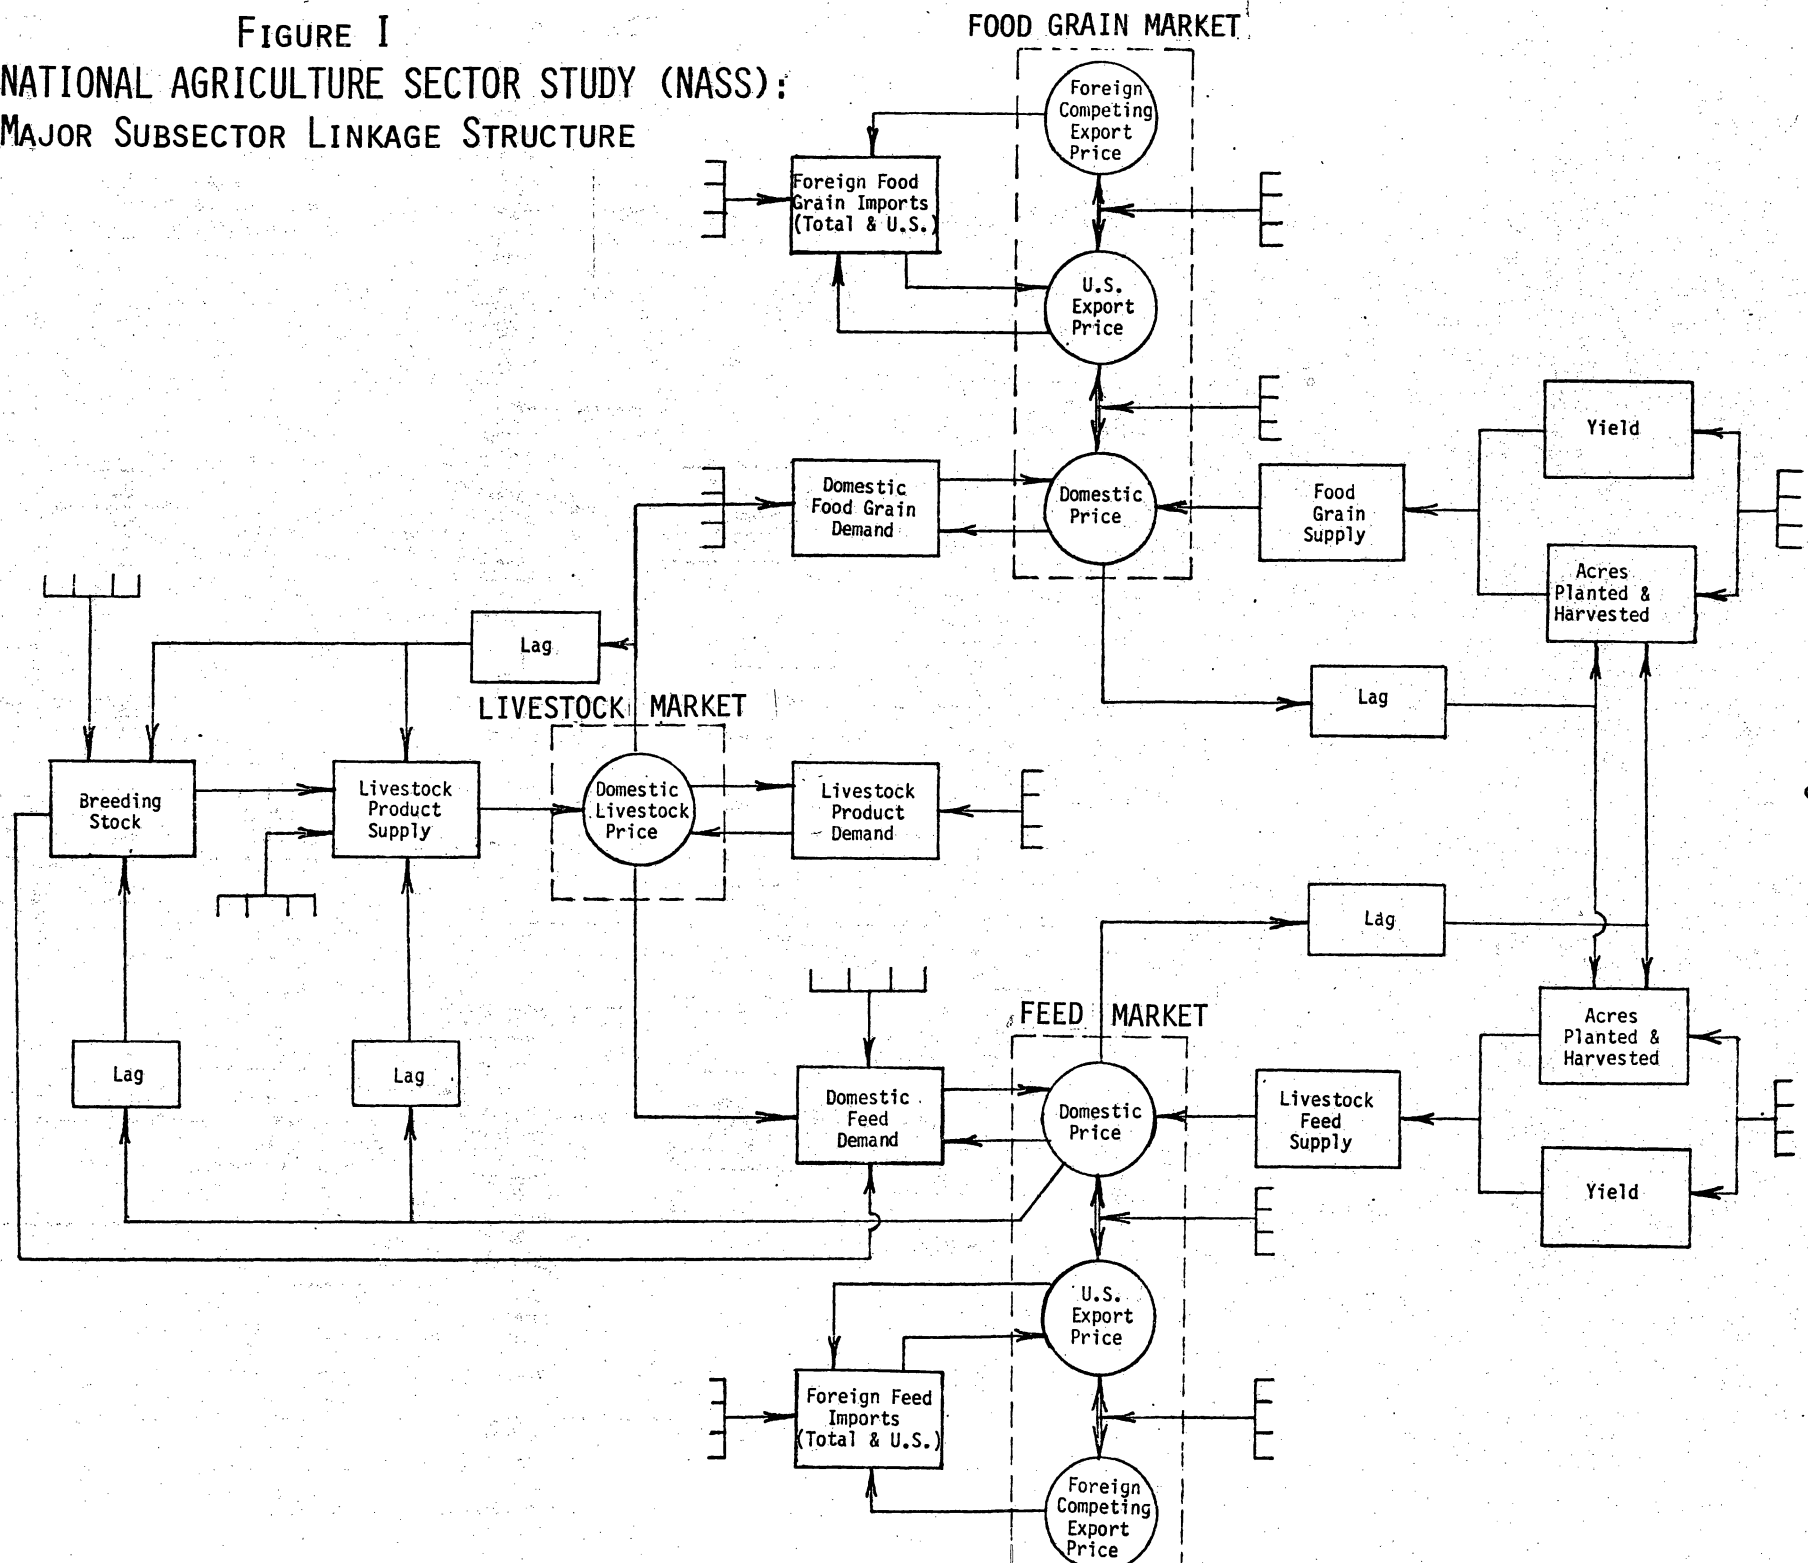 FIGURE I
NATIONAL AGRICULTURE SECTOR STUDY (NASS):
MAJOR SUBSECTOR LINKAGE STRUCTURE
FOOD GRAIN MARKET
Foreign
Competing
Export
Price
Foreign Food
Grain Imports
(Total & U.S.)
U.S.
Export
Price
Yield
Domestic
Food Grain
Demand
Domestic
Price
Food
Grain
Supply
Acres
Planted &
Harvested
Lag
Lag
LIVESTOCK MARKET
Breeding
Stock
Livestock
Product
Supply
Domestic
Livestock
Price
Livestock
Product
Demand
Lag
FEED MARKET
Acres
Planted &
Harvested
Lag
Lag
Domestic
Feed
Demand
Domestic
Price
Livestock
Feed
Supply
Yield
U.S.
Export
Price
Foreign Feed
Imports
(Total & U.S.)
Foreign
Competing
Export
Price